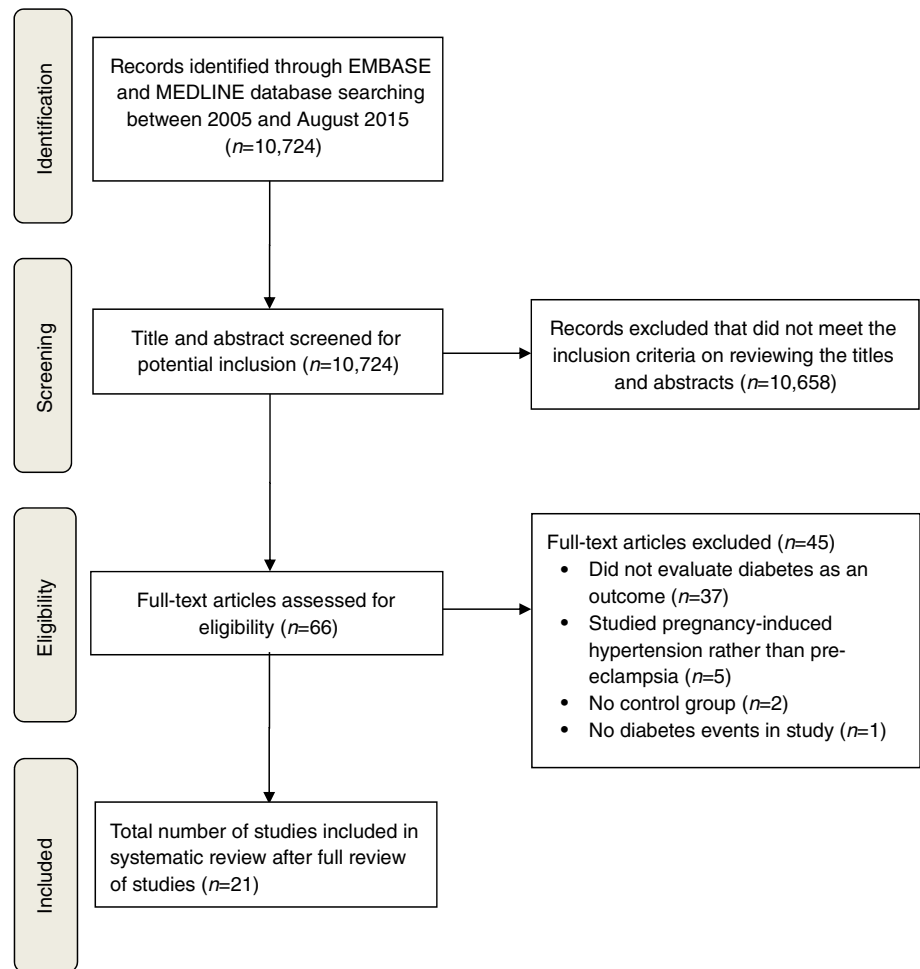 Identification
Records identified through EMBASE
and MEDLINE database searching
between 2005 and August 2015
(n=10,724)
Screening
Title and abstract screened for
potential inclusion (n=10,724)
Records excluded that did not meet the
inclusion criteria on reviewing the titles
and abstracts (n=10,658)
Eligibility
Full-text articles assessed for
eligibility (n=66)
Full-text articles excluded (n=45)
• Did not evaluate diabetes as an
outcome (n=37)
• Studied pregnancy-induced
hypertension rather than pre-
eclampsia (n=5)
• No control group (n=2)
• No diabetes events in study (n=1)
Included
Total number of studies included in
systematic review after full review
of studies (n=21)